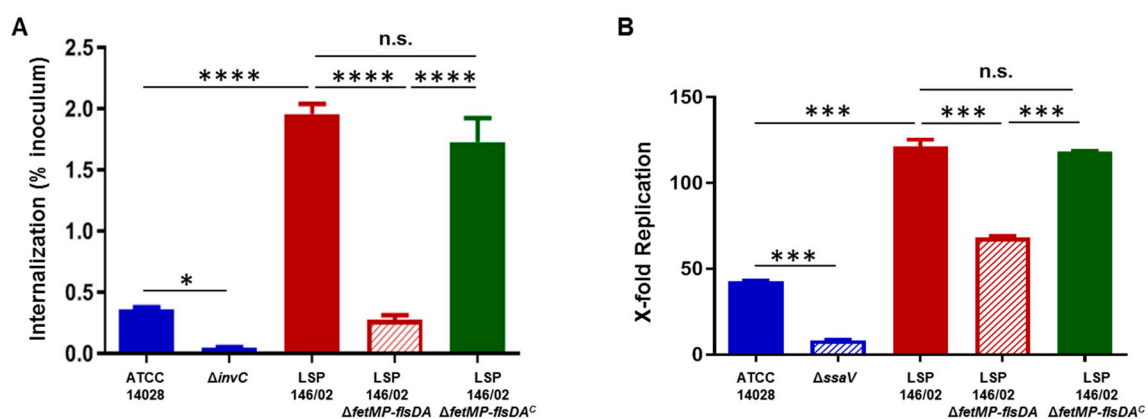 A
Internalization (% inoculum)
2.5
2.0
1.5
1.0
0.5
0.0
n.s.
**** **** ****
*
ATCC 14028
ΔinvC
LSP 146/02
LSP 146/02 ΔfetMP-flsDA
LSP 146/02 ΔfetMP-flsDAᶜ
B
X-fold Replication
150
100
50
0
n.s.
*** *** ***
***
ATCC 14028
ΔssaV
LSP 146/02
LSP 146/02 ΔfetMP-flsDA
LSP 146/02 ΔfetMP-flsDAᶜ